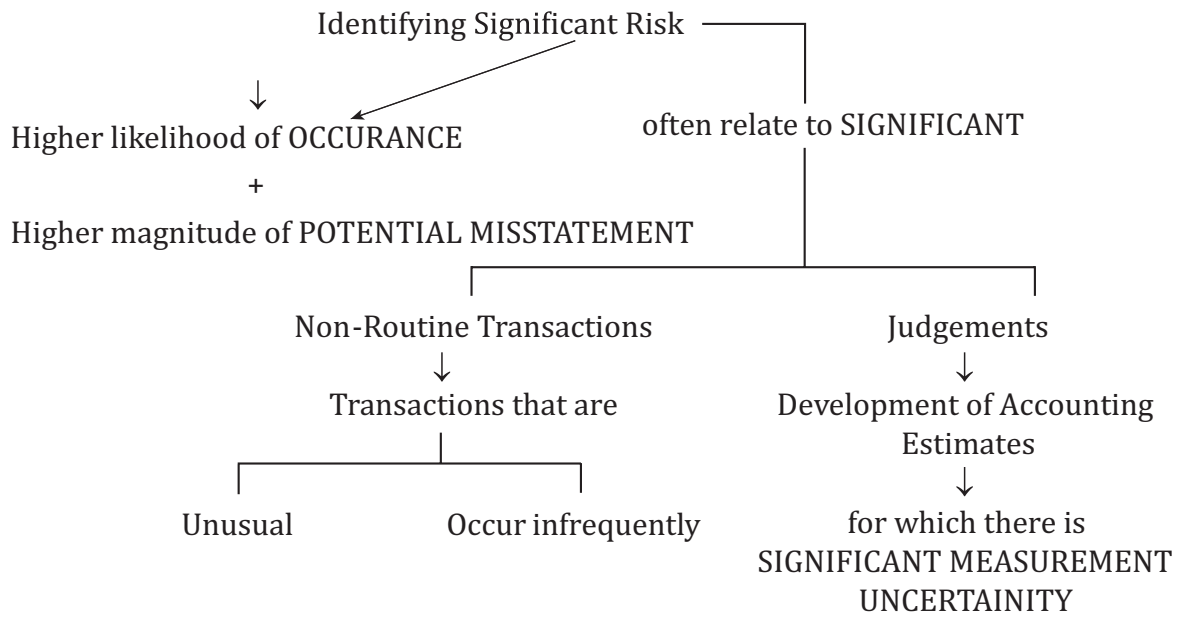 Identifying Significant Risk
Higher likelihood of OCCURANCE
often relate to SIGNIFICANT
+
Higher magnitude of POTENTIAL MISSTATEMENT
Non-Routine Transactions
Judgements
Transactions that are
Development of Accounting
Estimates
Unusual
Occur infrequently
for which there is
SIGNIFICANT MEASUREMENT
UNCERTAINITY